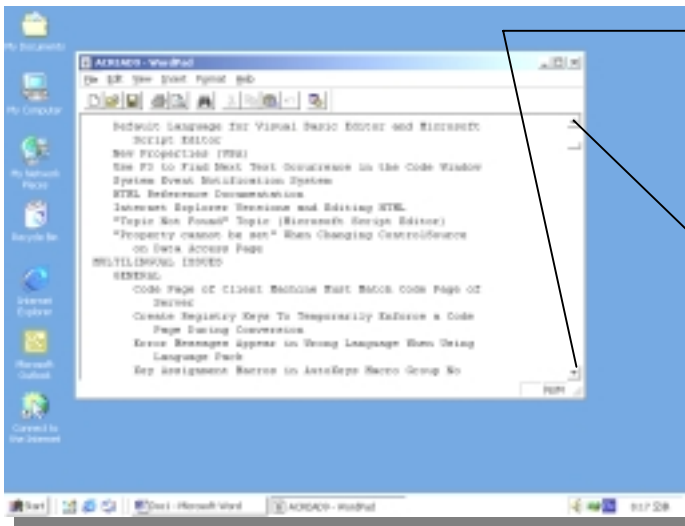 My Documents
My Computer
My Network
Places
Recycle Bin
Internet
Explorer
Microsoft
Outlook
Connect to
the Internet
ACREAD9 - WordPad
File Edit View Insert Format Help
Default Language for Visual Basic Editor and Microsoft
Script Editor
New Properties (VBA)
Use F3 to Find Next Text Occurrence in the Code Window
System Event Notification System
HTML Reference Documentation
Internet Explorer Versions and Editing HTML
"Topic Not Found" Topic (Microsoft Script Editor)
"Property cannot be set" When Changing ControlSource
on Data Access Page
MULTILINGUAL ISSUES
GENERAL
Code Page of Client Machine Must Match Code Page of
Server
Create Registry Keys To Temporarily Enforce a Code
Page During Conversion
Error Messages Appear in Wrong Language When Using
Language Pack
Key Assignment Macros in AutoKeys Macro Group No
NUM
Start
Doc1 - Microsoft Word
ACREAD9 - WordPad